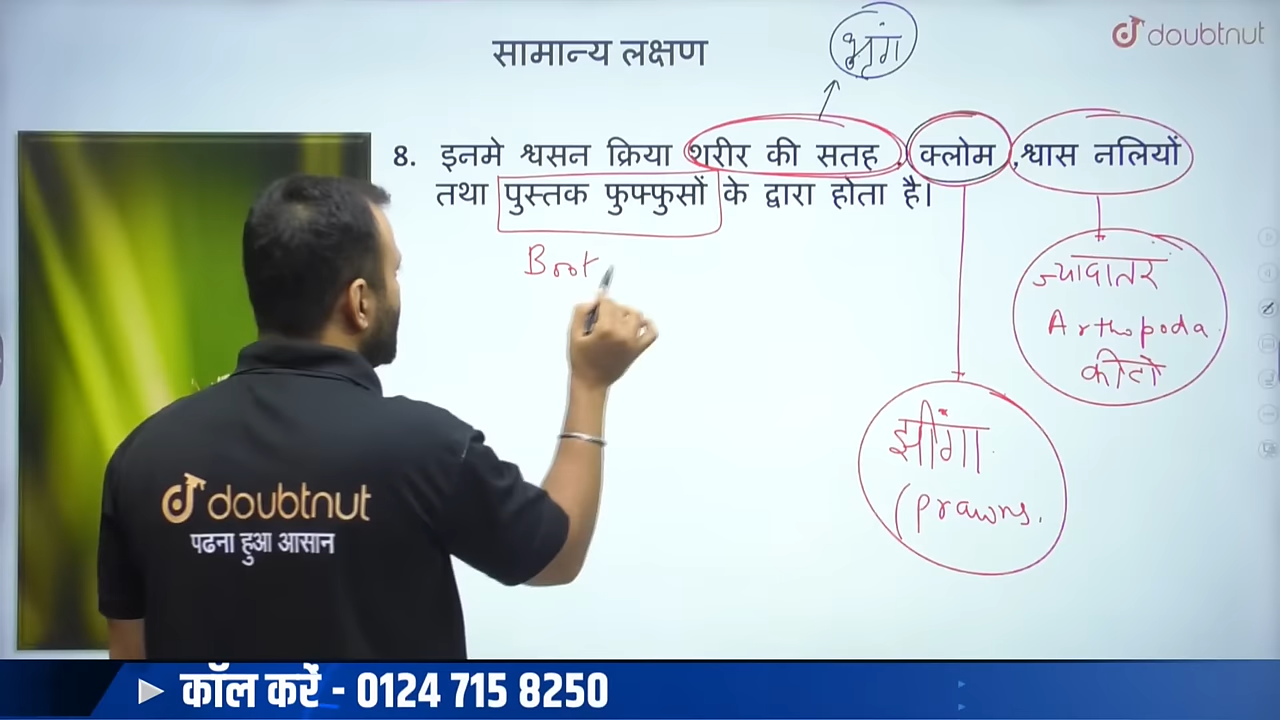 सामान्य लक्षण
भृंग
doubtnut
8. इनमे श्वसन क्रिया शरीर की सतह , क्लोम ,श्वास नलियों
तथा पुस्तक फुफ्फुसों के द्वारा होता है।
Book
ज्यादातर
Arthopoda
कीटो
झींगा
(prawns.
doubtnut
पढना हुआ आसान
कॉल करें - 0124 715 8250